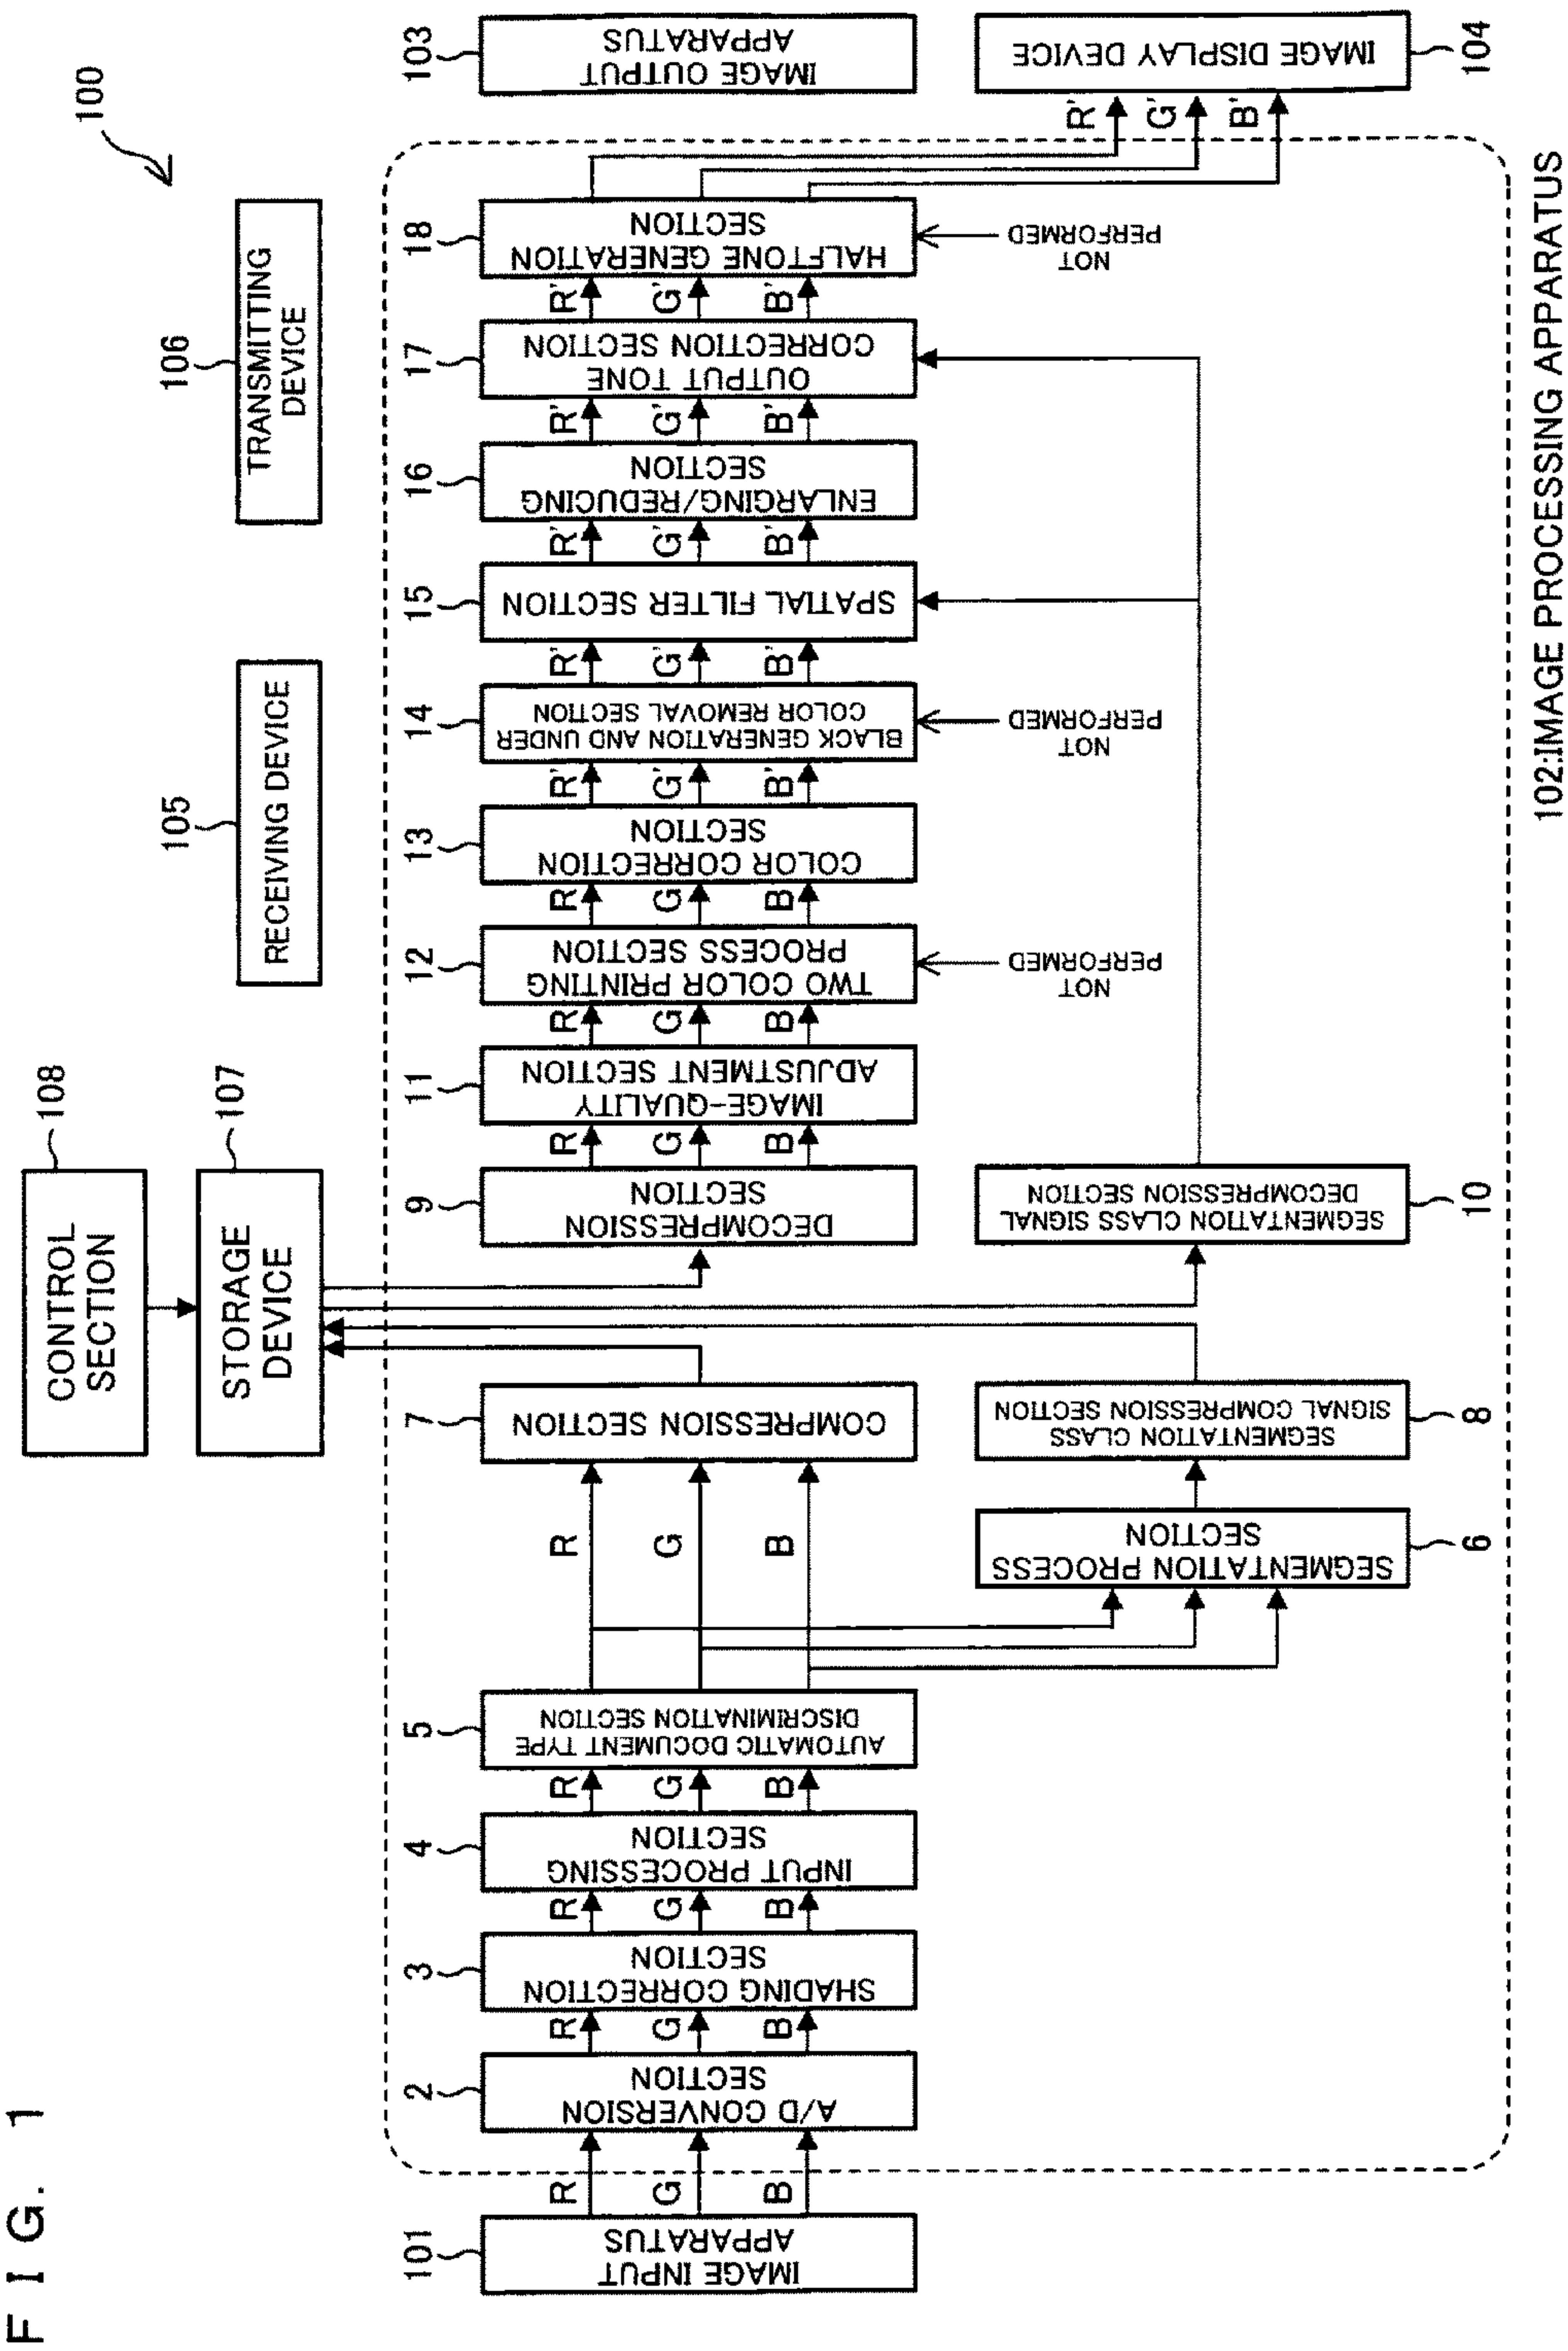 FIG. 1
100
CONTROL
SECTION
108
STORAGE
DEVICE
107
RECEIVING DEVICE
105
TRANSMITTING
DEVICE
106
101
IMAGE INPUT
APPARATUS
R
G
B
2
A/D CONVERSION
SECTION
R
G
B
3
SHADING CORRECTION
SECTION
R
G
B
4
INPUT PROCESSING
SECTION
R
G
B
5
AUTOMATIC DOCUMENT TYPE
DISCRIMINATION SECTION
R
G
B
SEGMENTATION PROCESS
SECTION
6
7
COMPRESSION SECTION
SEGMENTATION CLASS
SIGNAL COMPRESSION SECTION
8
9
DECOMPRESSION
SECTION
SEGMENTATION CLASS SIGNAL
DECOMPRESSION SECTION
10
R
G
B
11
IMAGE-QUALITY
ADJUSTMENT SECTION
R
G
B
12
TWO COLOR PRINTING
PROCESS SECTION
NOT
PERFORMED
R
G
B
13
COLOR CORRECTION
SECTION
R'
G'
B'
14
BLACK GENERATION AND UNDER
COLOR REMOVAL SECTION
NOT
PERFORMED
R'
G'
B'
15
SPATIAL FILTER SECTION
R'
G'
B'
16
ENLARGING/REDUCING
SECTION
R'
G'
B'
17
OUTPUT TONE
CORRECTION SECTION
R'
G'
B'
18
HALFTONE GENERATION
SECTION
NOT
PERFORMED
R'
G'
B'
103
IMAGE OUTPUT
APPARATUS
IMAGE DISPLAY DEVICE
104
102:IMAGE PROCESSING APPARATUS